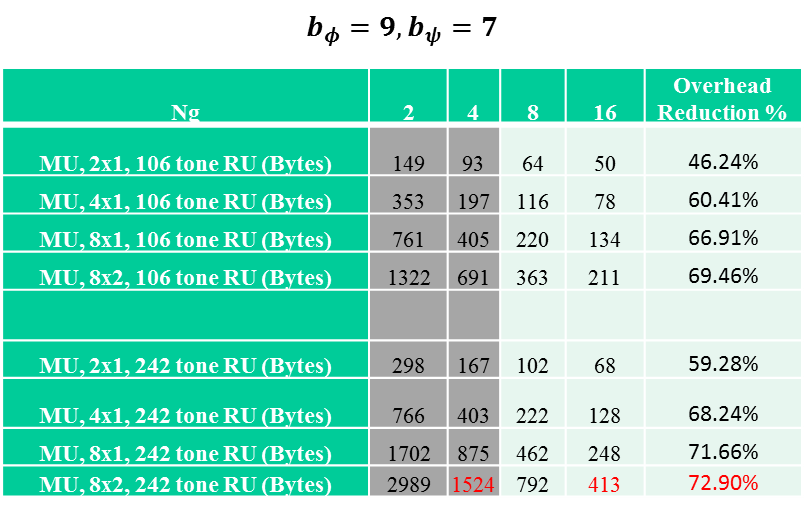 b_ϕ = 9, b_ψ = 7
Ng 2 4 8 16 Overhead Reduction %
MU, 2x1, 106 tone RU (Bytes) 149 93 64 50 46.24%
MU, 4x1, 106 tone RU (Bytes) 353 197 116 78 60.41%
MU, 8x1, 106 tone RU (Bytes) 761 405 220 134 66.91%
MU, 8x2, 106 tone RU (Bytes) 1322 691 363 211 69.46%
MU, 2x1, 242 tone RU (Bytes) 298 167 102 68 59.28%
MU, 4x1, 242 tone RU (Bytes) 766 403 222 128 68.24%
MU, 8x1, 242 tone RU (Bytes) 1702 875 462 248 71.66%
MU, 8x2, 242 tone RU (Bytes) 2989 1524 792 413 72.90%